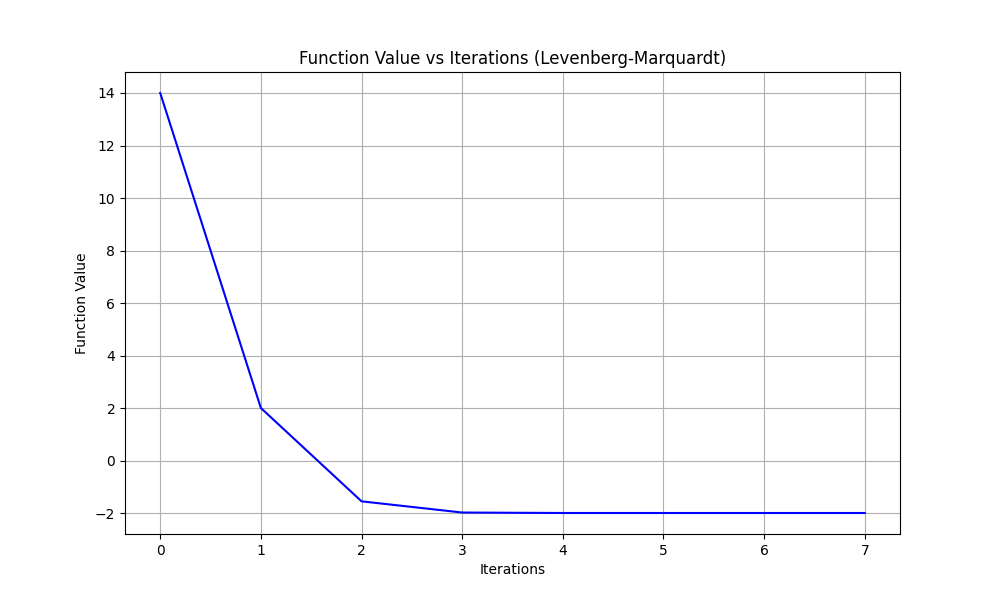 Function Value vs Iterations (Levenberg-Marquardt)
14
12
10
8
6
4
2
0
−2
Function Value
0 1 2 3 4 5 6 7
Iterations